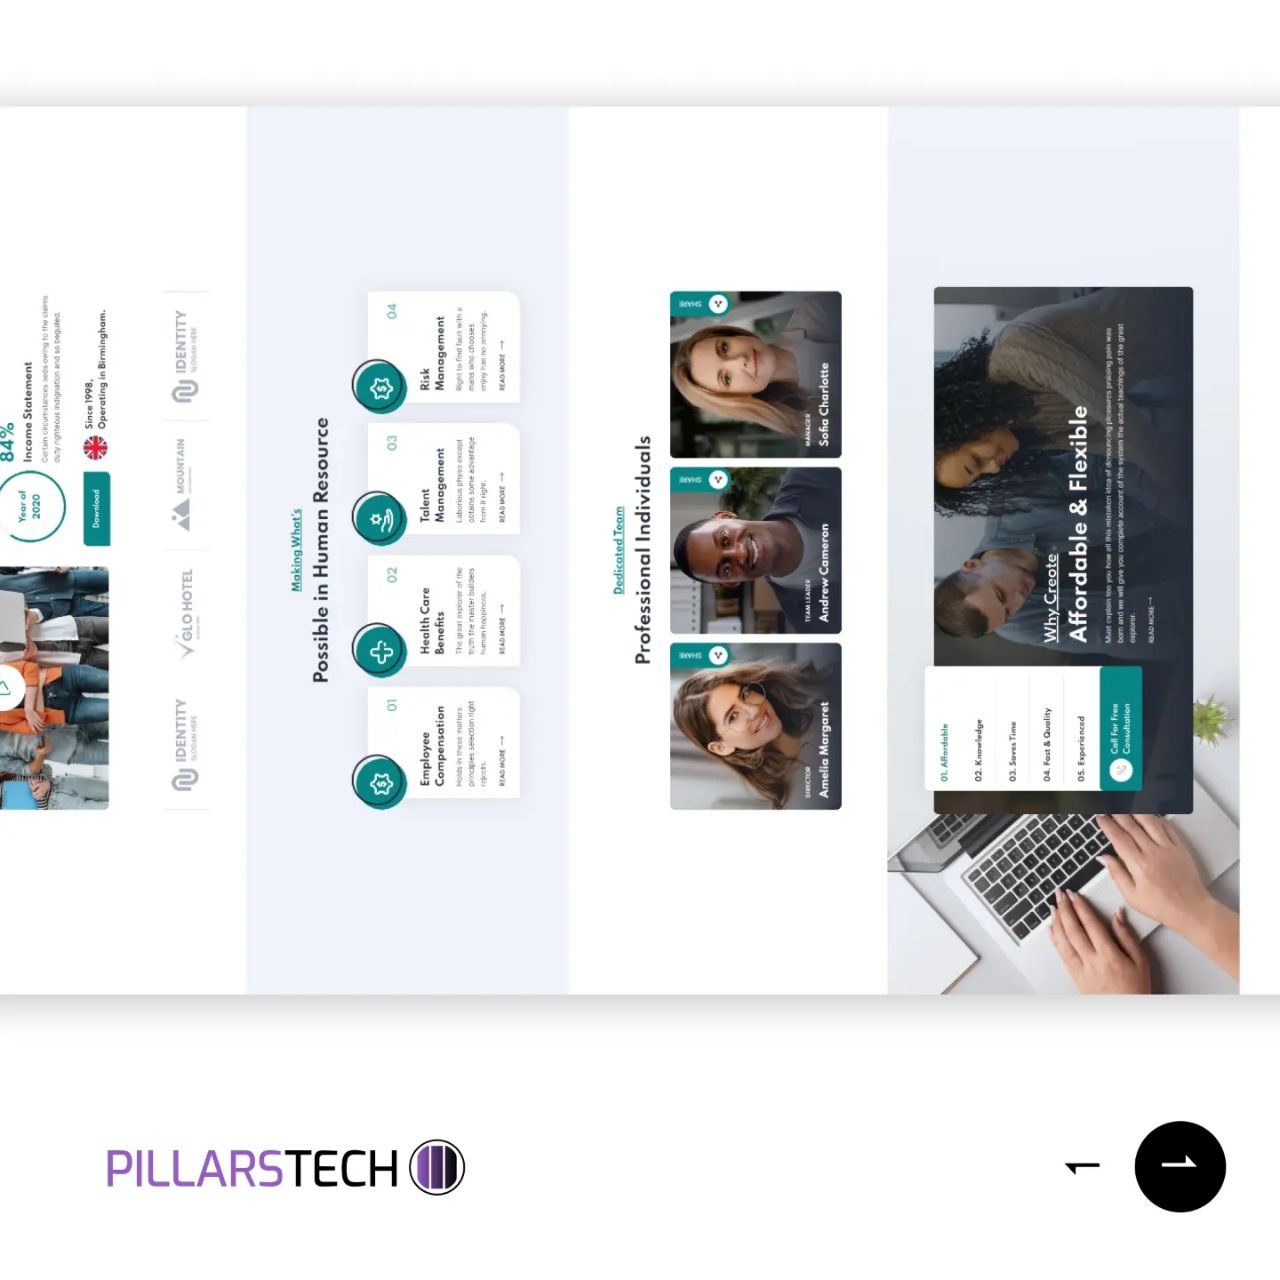 84%
Income Statement
Certain circumstances seds owing to the claims
duty righteous indignation and so beguiled.
Year of
2020
Download
Since 1998,
Operating in Birmingham.
IDENTITY
SLOGAN HERE
GLO HOTEL
MOUNTAIN
IDENTITY
SLOGAN HERE
Making What's
Possible in Human Resource
01
Employee
Compensation
Holds in these matters
principles selection right
rejects.
READ MORE →
02
Health Care
Benefits
The great explorer of the
truth the master builders
human happiness.
READ MORE →
03
Talent
Management
Laborious physo except
obtains some advantage
from it right.
READ MORE →
04
Risk
Management
Right to find fault with a
mans who chooses
enjoy has no annoying.
READ MORE →
Dedicated Team
Professional Individuals
SHARE
DIRECTOR
Amelia Margaret
SHARE
TEAM LEADER
Andrew Cameron
SHARE
MANAGER
Sofia Charlotte
01. Affordable
02. Knowledge
03. Saves Time
04. Fast & Quality
05. Experienced
Call For Free
Consultation
Why Create
Affordable & Flexible
Must explain too you how all this mistaken idea of denouncing pleasures praising pain was
born and we will give you complete account of the system the actual teachings of the great
explorer.
READ MORE →
PILLARSTECH